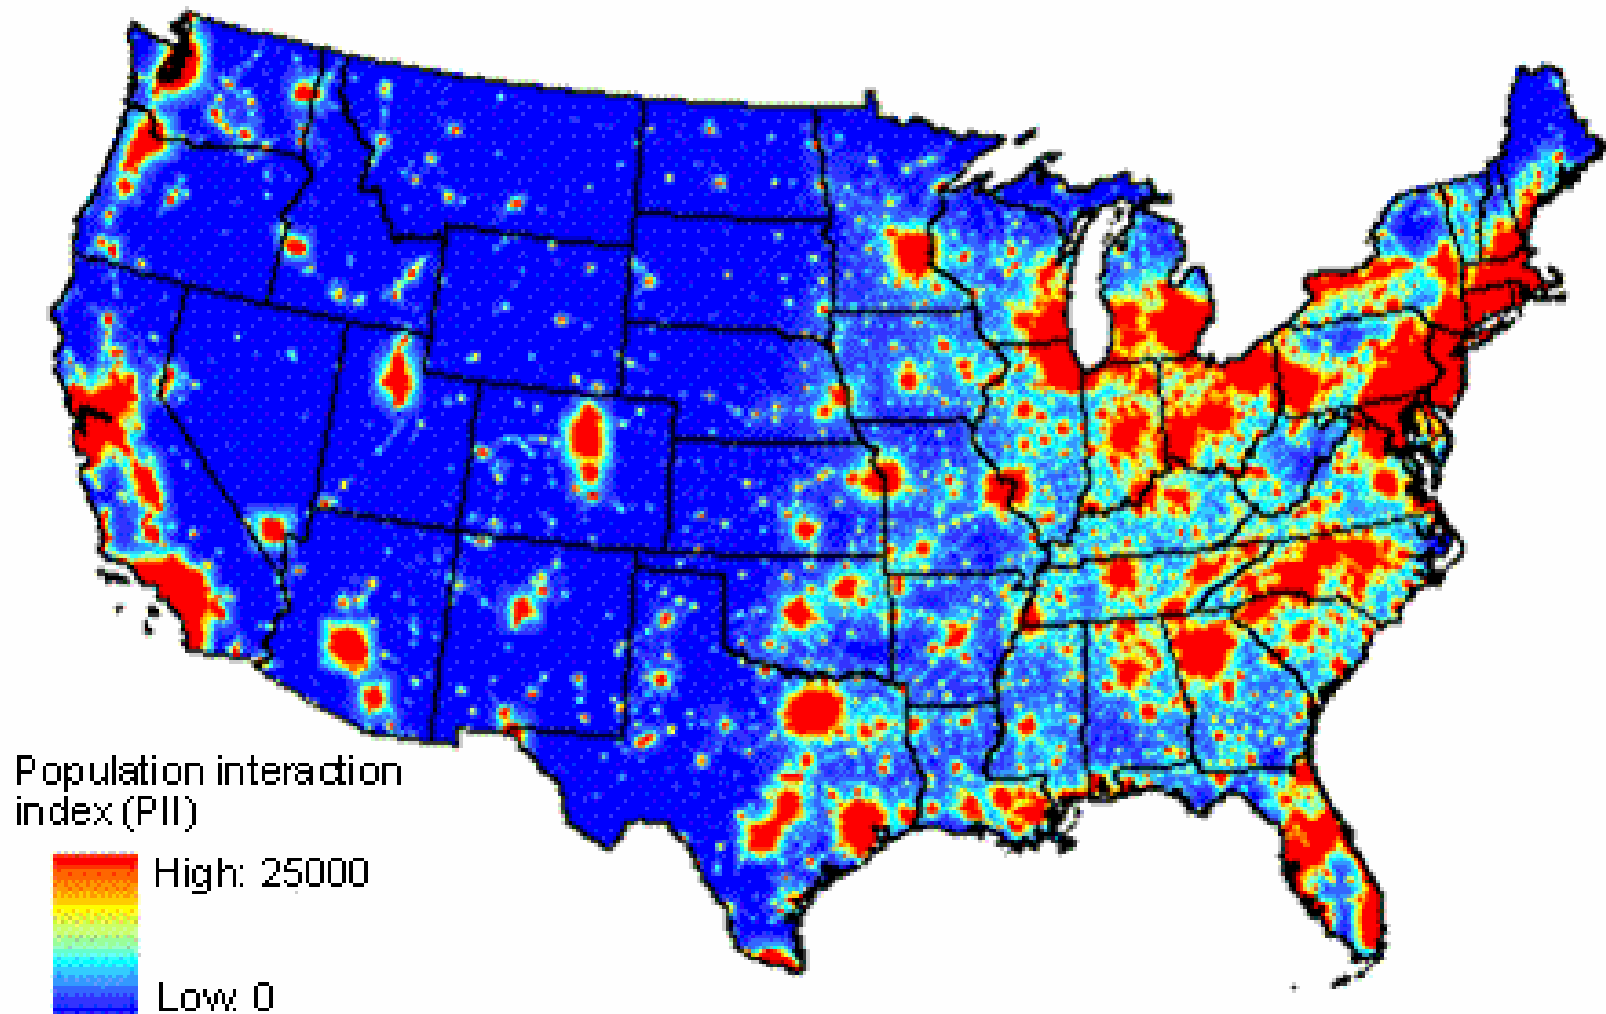 Population interaction
index (PII)
High: 25000
Low: 0